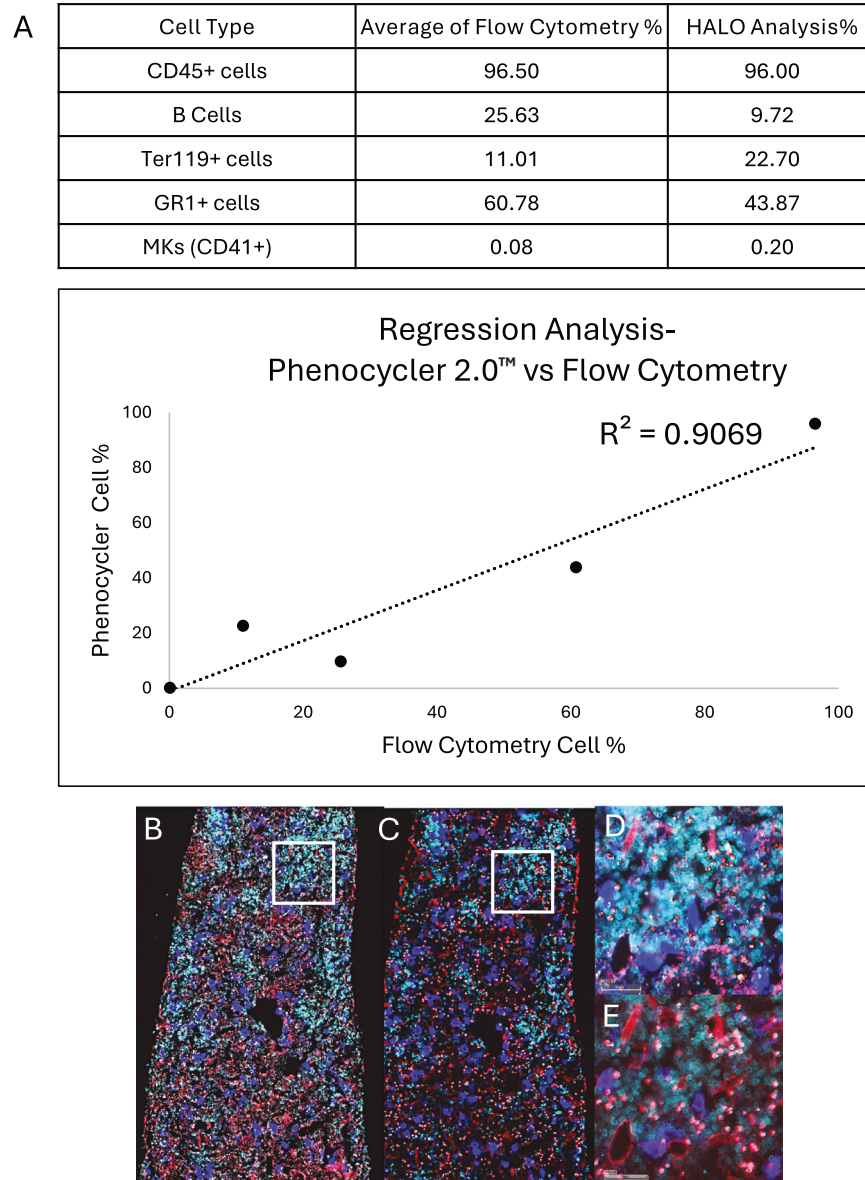 A
Cell Type Average of Flow Cytometry % HALO Analysis%
CD45+ cells 96.50 96.00
B Cells 25.63 9.72
Ter119+ cells 11.01 22.70
GR1+ cells 60.78 43.87
MKs (CD41+) 0.08 0.20
Regression Analysis-
Phenocycler 2.0™ vs Flow Cytometry
R² = 0.9069
Phenocycler Cell %
100
80
60
40
20
0
0 20 40 60 80 100
Flow Cytometry Cell %
B
C
D
E